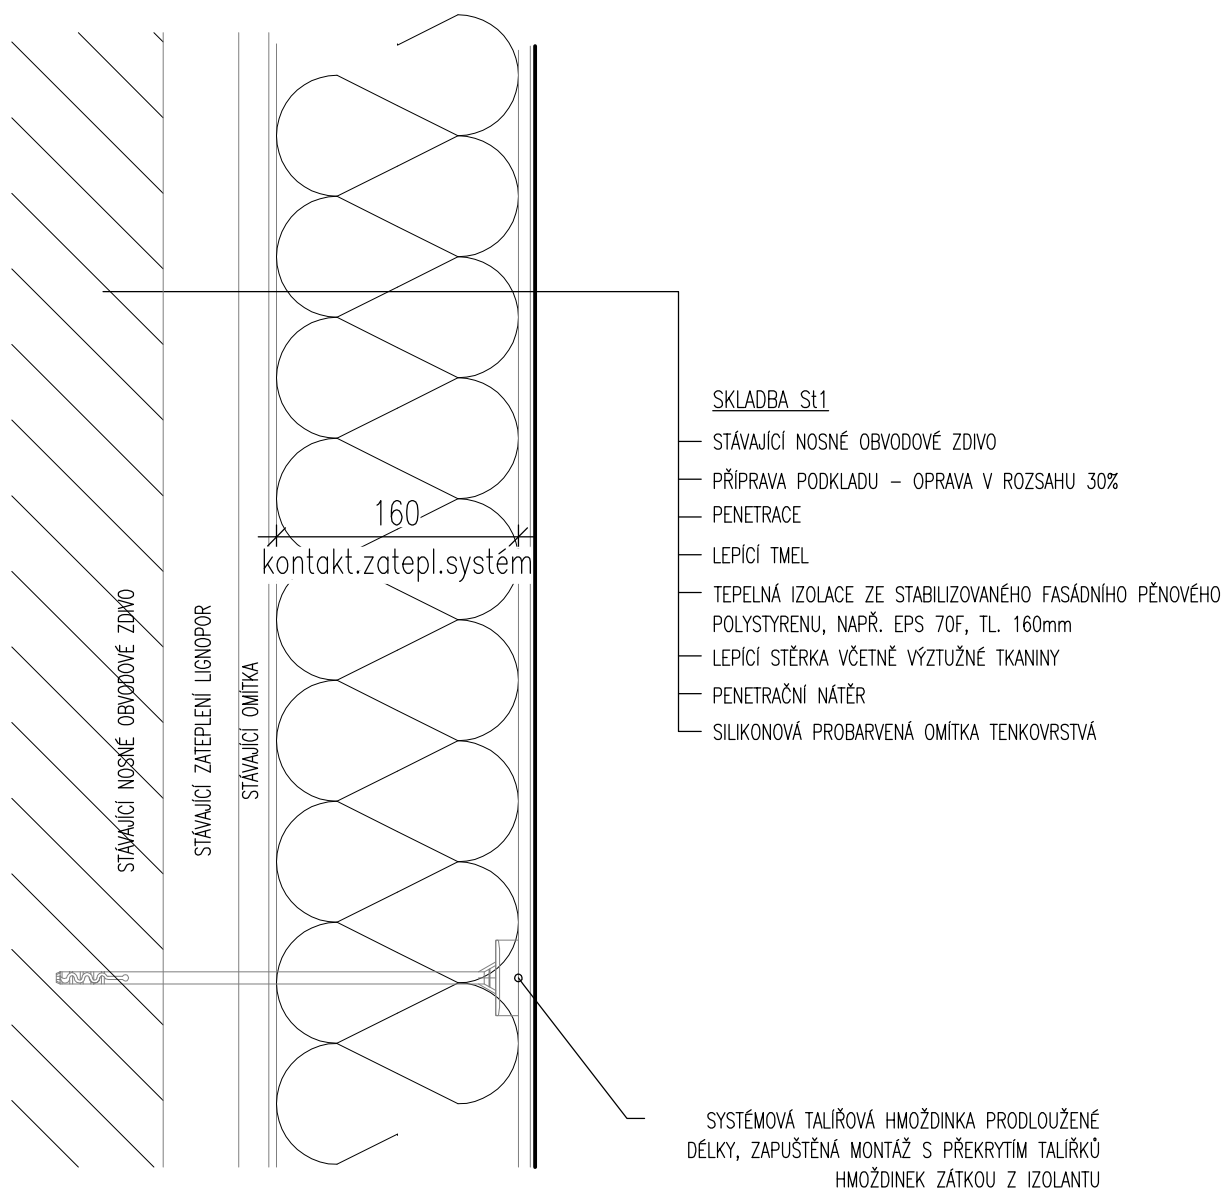 SKLADBA St1
STÁVAJÍCÍ NOSNÉ OBVODOVÉ ZDIVO
PŘÍPRAVA PODKLADU – OPRAVA V ROZSAHU 30%
PENETRACE
LEPÍCÍ TMEL
TEPELNÁ IZOLACE ZE STABILIZOVANÉHO FASÁDNÍHO PĚNOVÉHO
POLYSTYRENU, NAPŘ. EPS 70F, TL. 160mm
LEPÍCÍ STĚRKA VČETNĚ VÝZTUŽNÉ TKANINY
PENETRAČNÍ NÁTĚR
SILIKONOVÁ PROBARVENÁ OMÍTKA TENKOVRSTVÁ
160
kontakt.zatepl.systém
STÁVAJÍCÍ NOSNÉ OBVODOVÉ ZDIVO
STÁVAJÍCÍ ZATEPLENÍ LIGNOPOR
STÁVAJÍCÍ OMÍTKA
SYSTÉMOVÁ TALÍŘOVÁ HMOŽDINKA PRODLOUŽENÉ
DÉLKY, ZAPUŠTĚNÁ MONTÁŽ S PŘEKRYTÍM TALÍŘKŮ
HMOŽDINEK ZÁTKOU Z IZOLANTU